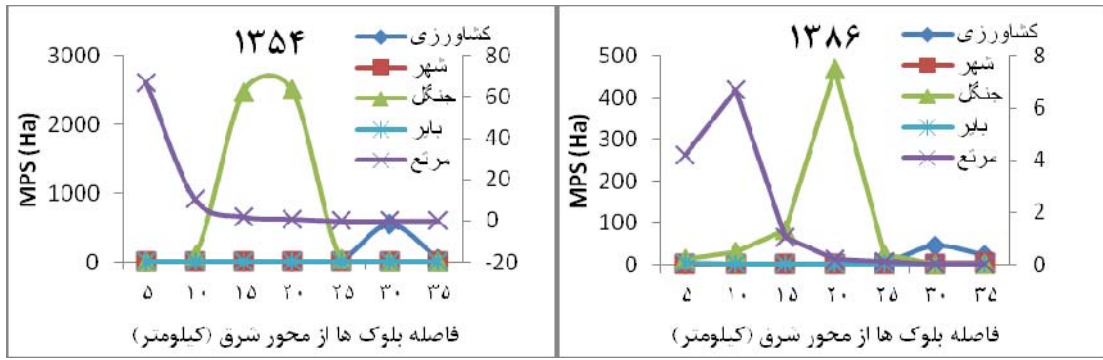 ۱۳۵۴
کشاورزی
شهر
جنگل
بایر
مرتع
MPS (Ha)
3000
2000
1000
0
80
60
40
20
0
-20
۵ ۱۰ ۱۵ ۲۰ ۲۵ ۳۰ ۳۵
فاصله بلوک ها از محور شرق (کیلومتر)
۱۳۸۶
کشاورزی
شهر
جنگل
بایر
مرتع
MPS (Ha)
500
400
300
200
100
0
8
6
4
2
0
۵ ۱۰ ۱۵ ۲۰ ۲۵ ۳۰ ۳۵
فاصله بلوک ها از محور شرق (کیلومتر)